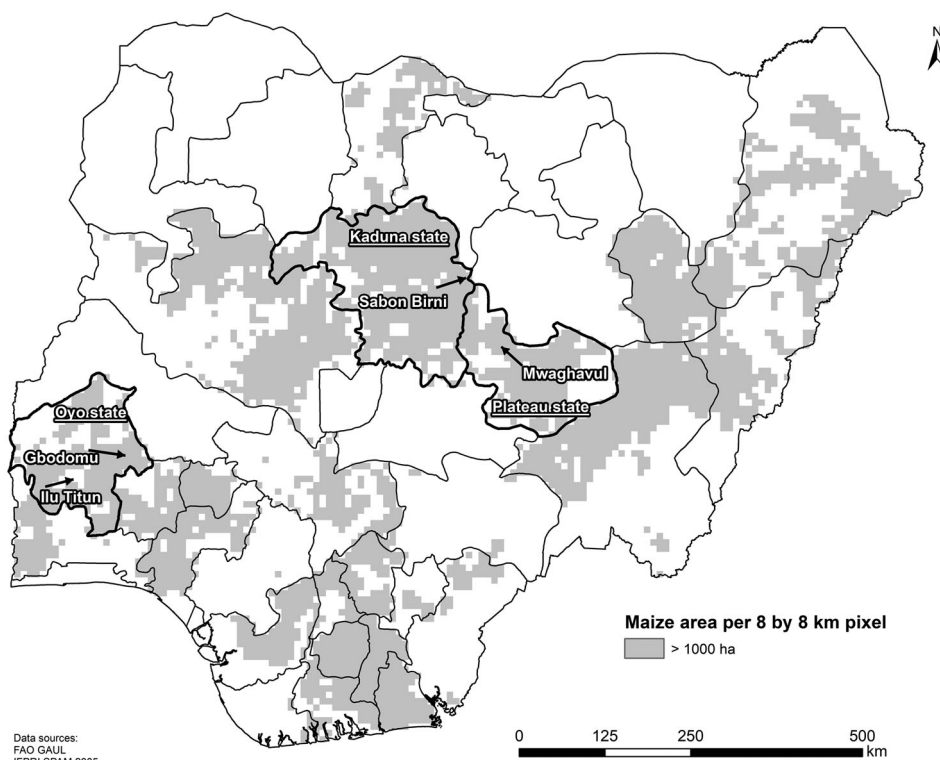 N
Kaduna state
Sabon Birni
Mwaghavul
Plateau state
Oyo state
Gbodomu
Ilu Titun
Maize area per 8 by 8 km pixel
> 1000 ha
Data sources:
FAO GAUL
0 125 250 500
km